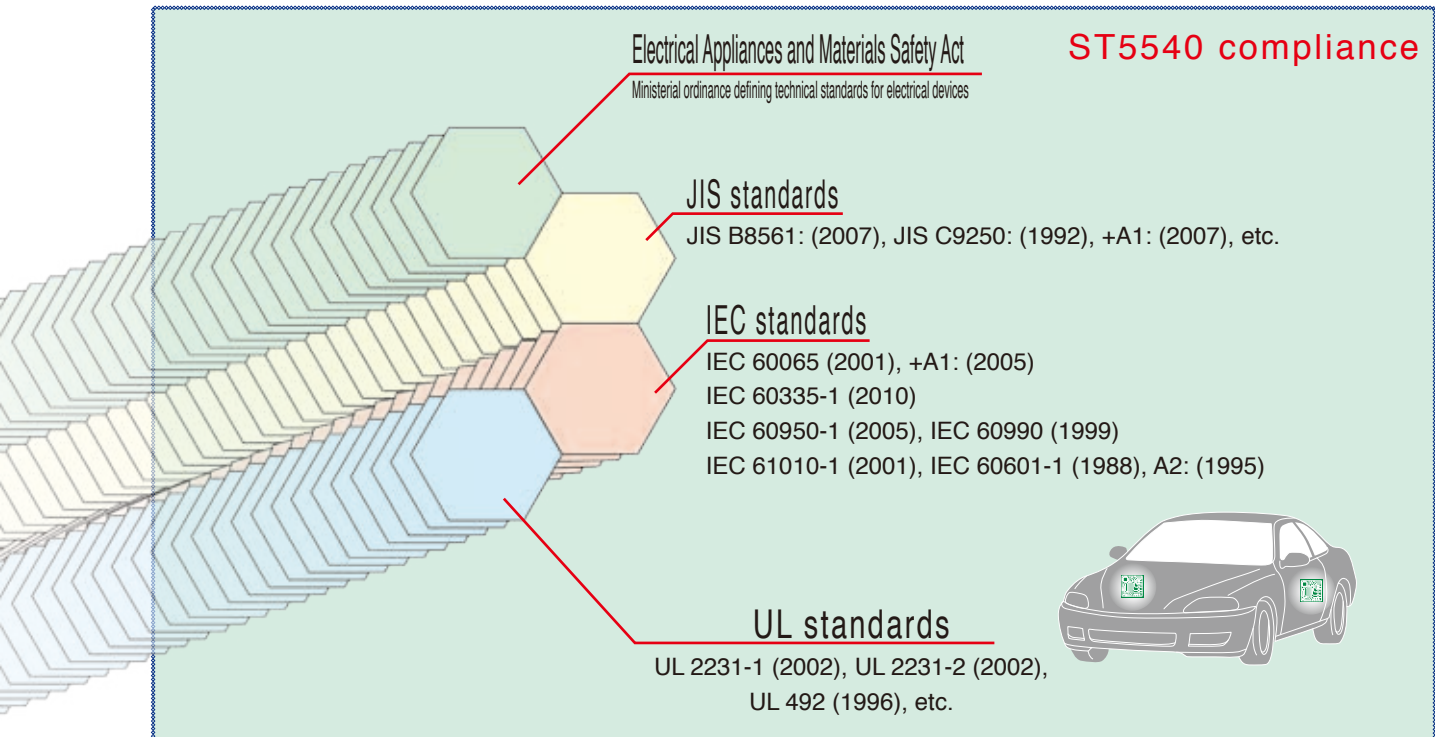 ST5540 compliance
Electrical Appliances and Materials Safety Act
Ministerial ordinance defining technical standards for electrical devices
JIS standards
JIS B8561: (2007), JIS C9250: (1992), +A1: (2007), etc.
IEC standards
IEC 60065 (2001), +A1: (2005)
IEC 60335-1 (2010)
IEC 60950-1 (2005), IEC 60990 (1999)
IEC 61010-1 (2001), IEC 60601-1 (1988), A2: (1995)
UL standards
UL 2231-1 (2002), UL 2231-2 (2002),
UL 492 (1996), etc.